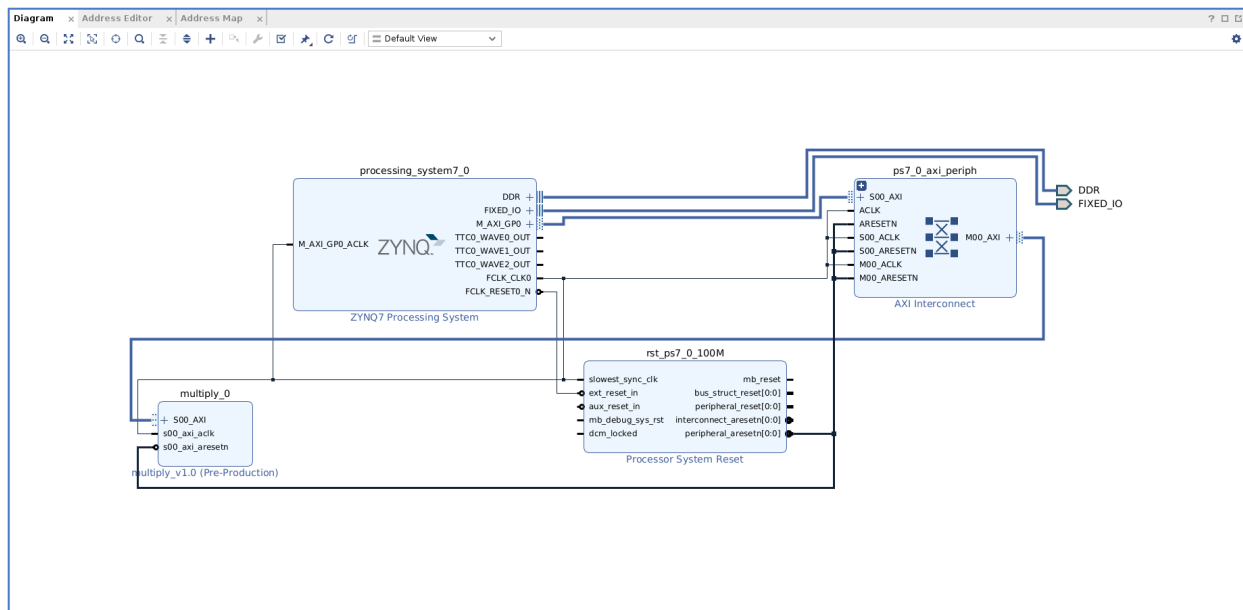 Diagram × Address Editor × Address Map × ?
Default View
processing_system7_0
DDR
FIXED_IO
M_AXI_GP0
M_AXI_GP0_ACLK
ZYNQ
TTC0_WAVE0_OUT
TTC0_WAVE1_OUT
TTC0_WAVE2_OUT
FCLK_CLK0
FCLK_RESET0_N
ZYNQ7 Processing System
ps7_0_axi_periph
S00_AXI
ACLK
ARESETN
S00_ACLK
M00_AXI
S00_ARESETN
M00_ACLK
M00_ARESETN
AXI Interconnect
DDR
FIXED_IO
rst_ps7_0_100M
slowest_sync_clk mb_reset
ext_reset_in bus_struct_reset[0:0]
aux_reset_in peripheral_reset[0:0]
mb_debug_sys_rst interconnect_aresetn[0:0]
dcm_locked peripheral_aresetn[0:0]
Processor System Reset
multiply_0
S00_AXI
s00_axi_aclk
s00_axi_aresetn
multiply_v1.0 (Pre-Production)